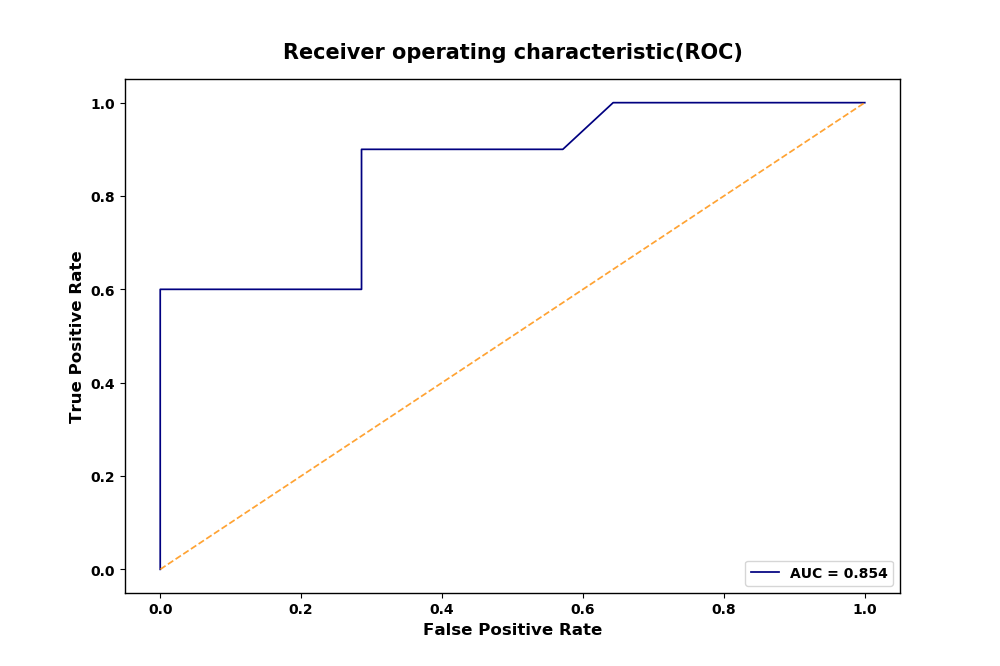 Receiver operating characteristic(ROC)
True Positive Rate
1.0
0.8
0.6
0.4
0.2
0.0
0.0 0.2 0.4 0.6 0.8 1.0
False Positive Rate
AUC = 0.854